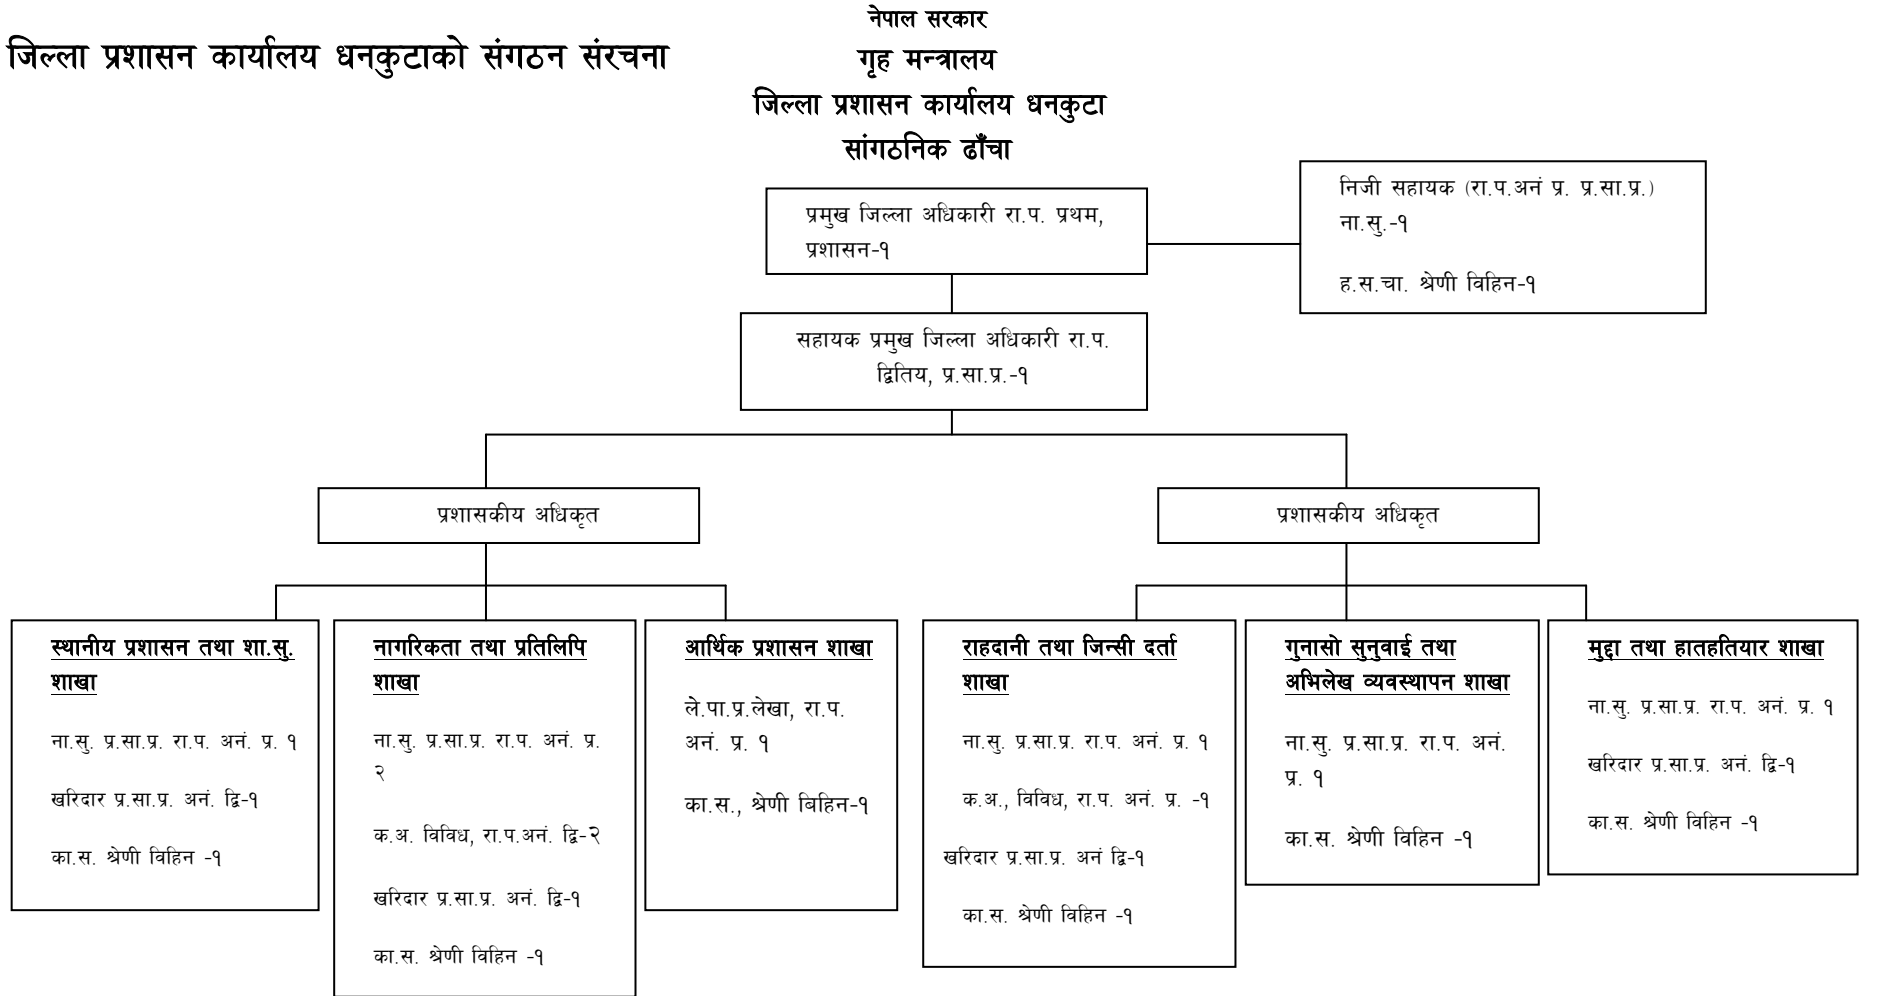 जिल्ला प्रशासन कार्यालय धनकुटाको संगठन संरचना
नेपाल सरकार
गृह मन्त्रालय
जिल्ला प्रशासन कार्यालय धनकुटा
सांगठनिक ढाँचा
प्रमुख जिल्ला अधिकारी रा.प. प्रथम,
प्रशासन-१
निजी सहायक (रा.प.अनं प्र. प्र.सा.प्र.)
ना.सु.-१
ह.स.चा. श्रेणी विहिन-१
सहायक प्रमुख जिल्ला अधिकारी रा.प.
द्वितिय, प्र.सा.प्र.-१
प्रशासकीय अधिकृत
प्रशासकीय अधिकृत
स्थानीय प्रशासन तथा शा.सु.
शाखा
ना.सु. प्र.सा.प्र. रा.प. अनं. प्र. १
खरिदार प्र.सा.प्र. अनं. द्वि-१
का.स. श्रेणी विहिन -१
नागरिकता तथा प्रतिलिपि
शाखा
ना.सु. प्र.सा.प्र. रा.प. अनं. प्र.
२
क.अ. विविध, रा.प.अनं. द्वि-२
खरिदार प्र.सा.प्र. अनं. द्वि-१
का.स. श्रेणी विहिन -१
आर्थिक प्रशासन शाखा
ले.पा.प्र.लेखा, रा.प.
अनं. प्र. १
का.स., श्रेणी बिहिन-१
राहदानी तथा जिन्सी दर्ता
शाखा
ना.सु. प्र.सा.प्र. रा.प. अनं. प्र. १
क.अ., विविध, रा.प. अनं. प्र. -१
खरिदार प्र.सा.प्र. अनं द्वि-१
का.स. श्रेणी विहिन -१
गुनासो सुनुवाई तथा
अभिलेख व्यवस्थापन शाखा
ना.सु. प्र.सा.प्र. रा.प. अनं.
प्र. १
का.स. श्रेणी विहिन -१
मुद्दा तथा हातहतियार शाखा
ना.सु. प्र.सा.प्र. रा.प. अनं. प्र. १
खरिदार प्र.सा.प्र. अनं. द्वि-१
का.स. श्रेणी विहिन -१